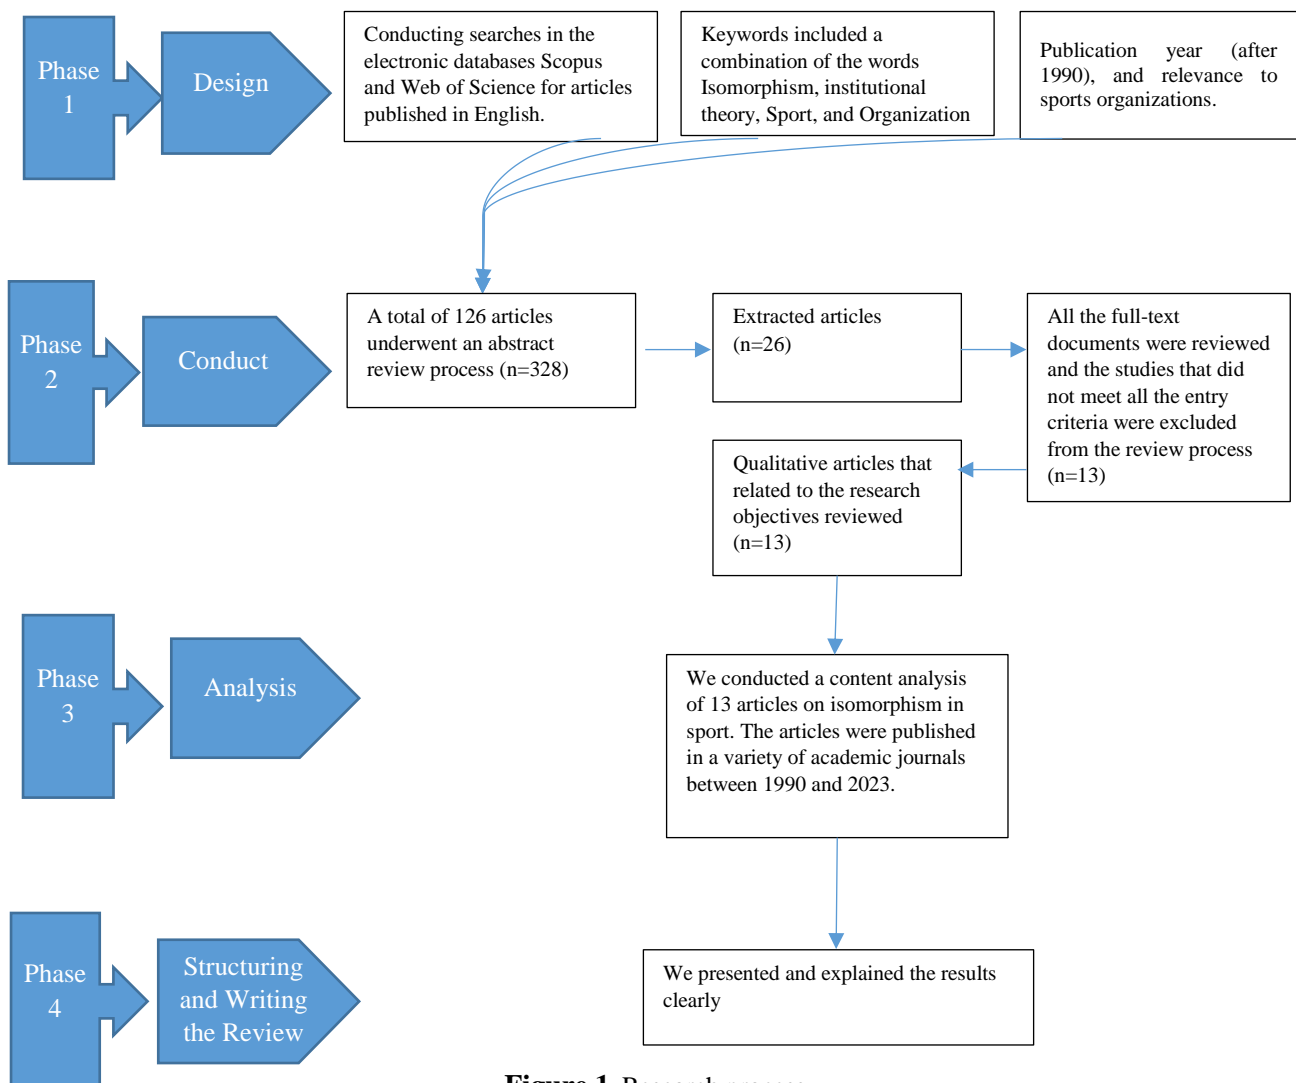 Phase
1
Design
Conducting searches in the
electronic databases Scopus
and Web of Science for articles
published in English.
Keywords included a
combination of the words
Isomorphism, institutional
theory, Sport, and Organization
Publication year (after
1990), and relevance to
sports organizations.
Phase
2
Conduct
A total of 126 articles
underwent an abstract
review process (n=328)
Extracted articles
(n=26)
All the full-text
documents were reviewed
and the studies that did
not meet all the entry
criteria were excluded
from the review process
(n=13)
Qualitative articles that
related to the research
objectives reviewed
(n=13)
Phase
3
Analysis
We conducted a content analysis
of 13 articles on isomorphism in
sport. The articles were published
in a variety of academic journals
between 1990 and 2023.
Phase
4
Structuring
and Writing
the Review
We presented and explained the results
clearly
Figure 1. Research process